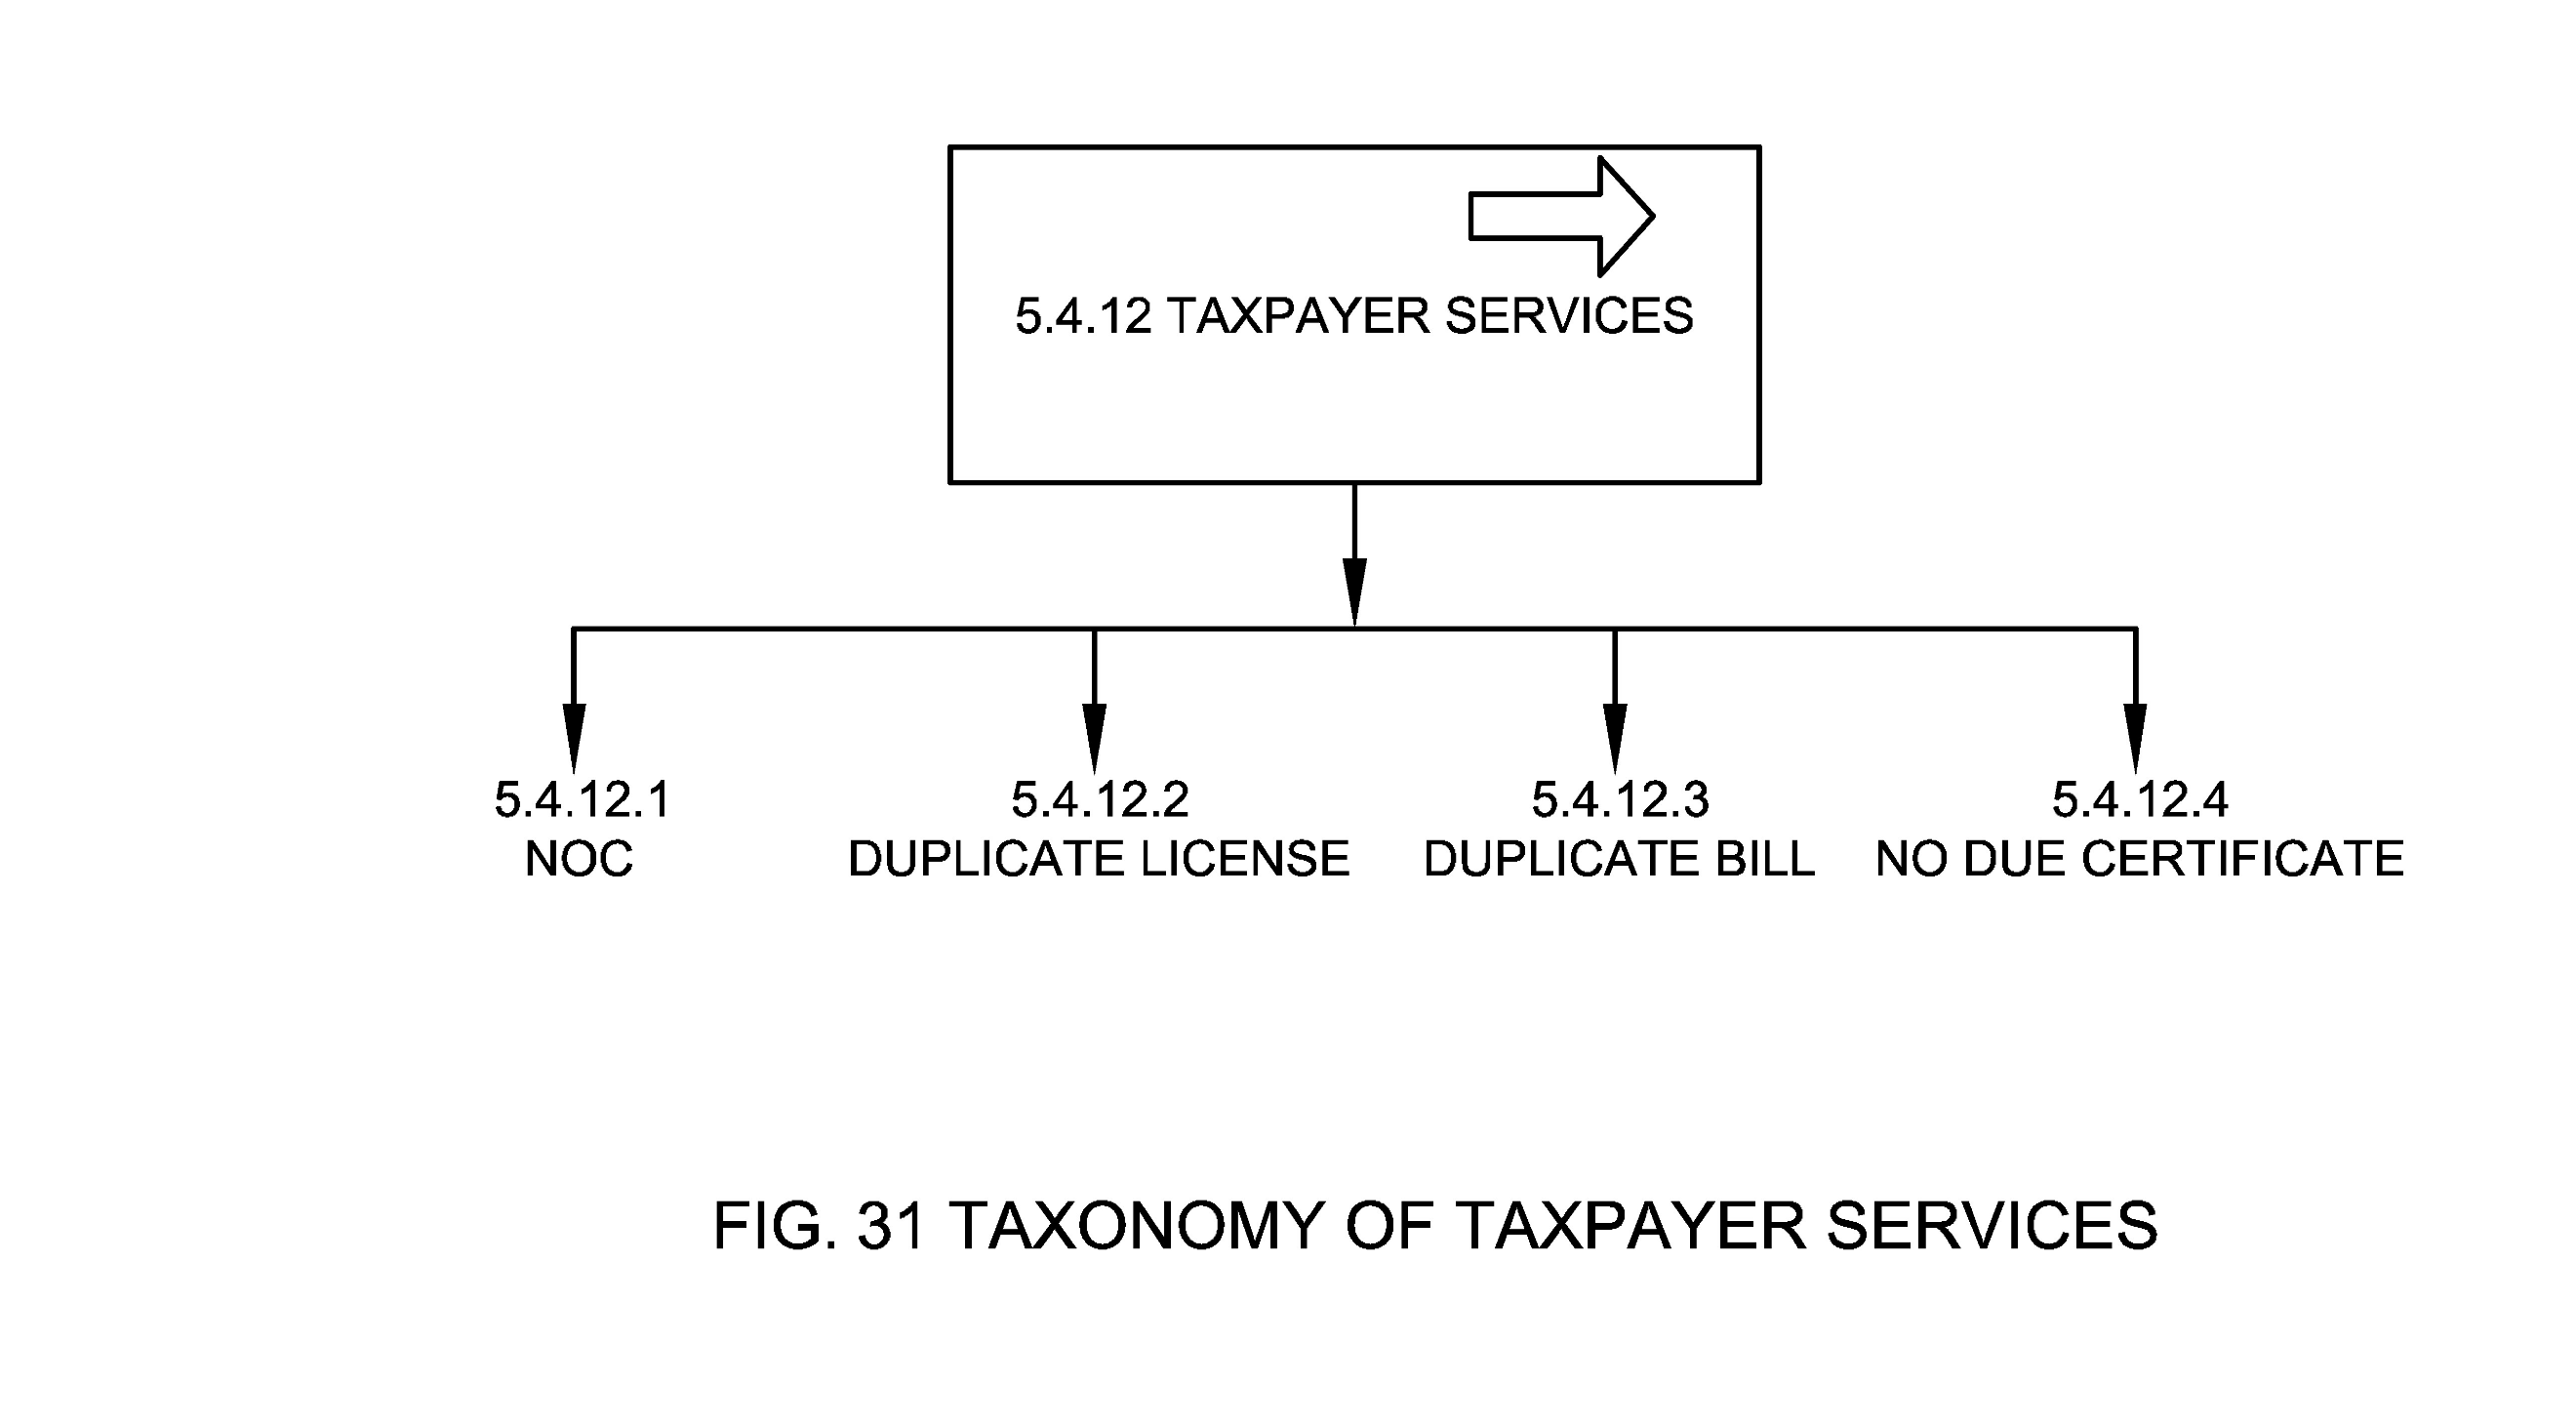 5.4.12 TAXPAYER SERVICES
5.4.12.1
NOC
5.4.12.2
DUPLICATE LICENSE
5.4.12.3
DUPLICATE BILL
5.4.12.4
NO DUE CERTIFICATE
FIG. 31 TAXONOMY OF TAXPAYER SERVICES